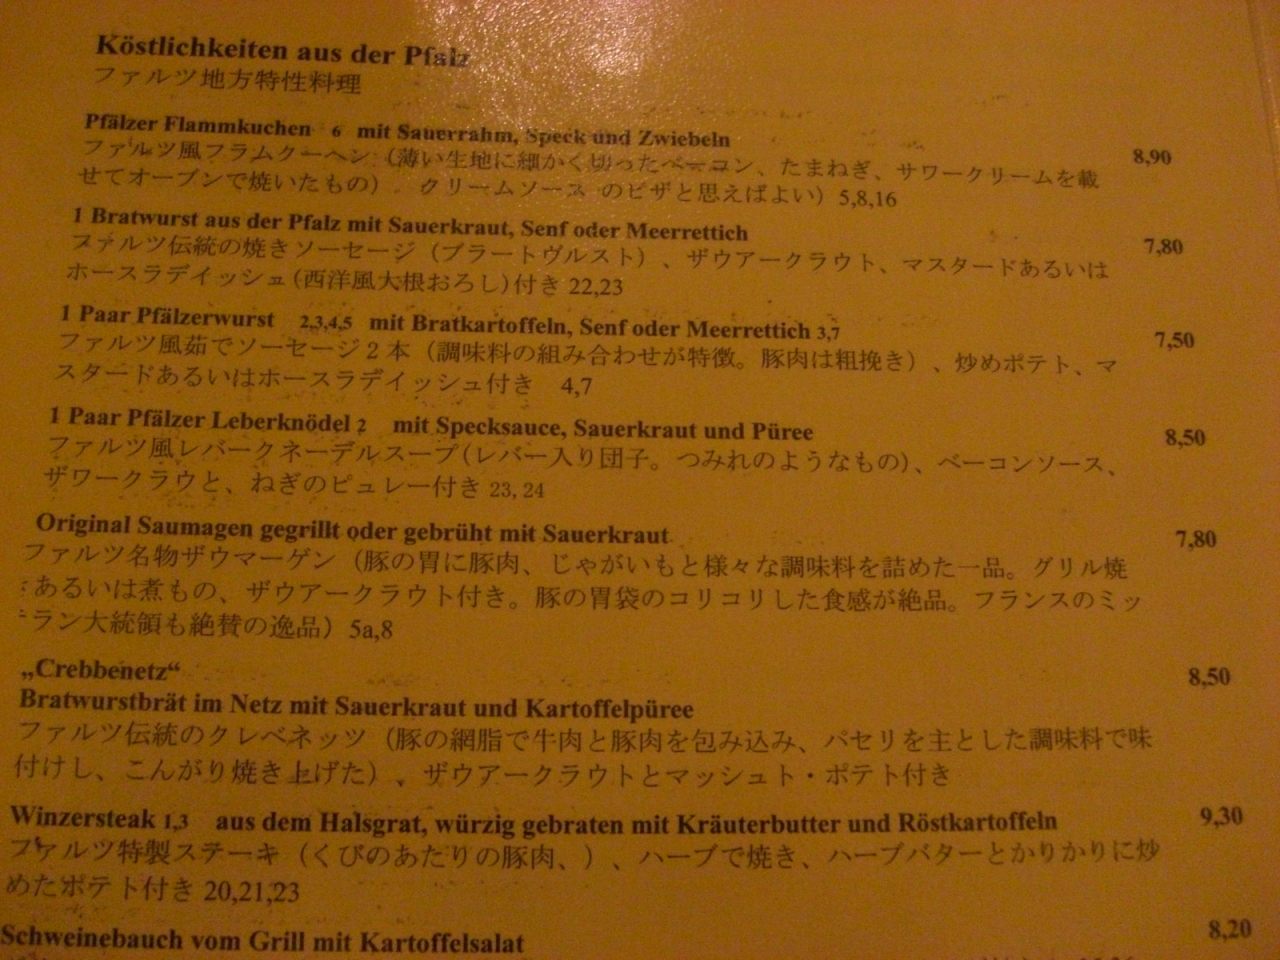 Köstlichkeiten aus der Pfalz
ファルツ地方特性料理
Pfälzer Flammkuchen 6 mit Sauerrahm, Speck und Zwiebeln
8,90
ファルツ風フラムクーヘン（薄い生地に細かく切ったベーコン、たまねぎ、サワークリームを載
せてオーブンで焼いたもの）. クリームソース のピザと思えばよい）5,8,16
1 Bratwurst aus der Pfalz mit Sauerkraut, Senf oder Meerrettich
7,80
ファルツ伝統の焼きソーセージ（ブラートヴルスト）、ザウアークラウト、マスタードあるいは
ホースラデイッシュ(西洋風大根おろし)付き 22,23
1 Paar Pfälzerwurst 2,3,4,5 mit Bratkartoffeln, Senf oder Meerrettich 3,7
7,50
ファルツ風茹でソーセージ２本（調味料の組み合わせが特徴。豚肉は粗挽き）、炒めポテト、マ
スタードあるいはホースラデイッシュ付き 4,7
1 Paar Pfälzer Leberknödel 2 mit Specksauce, Sauerkraut und Püree
8,50
ファルツ風レバークネーデルスープ(レバー入り団子。つみれのようなもの)、ベーコンソース、
ザワークラウと、ねぎのピュレー付き 23, 24
Original Saumagen gegrillt oder gebrüht mit Sauerkraut
7,80
ファルツ名物ザウマーゲン（豚の胃に豚肉、じゃがいもと様々な調味料を詰めた一品。グリル焼
きあるいは煮もの、ザウアークラウト付き。豚の胃袋のコリコリした食感が絶品。フランスのミッ
テラン大統領も絶賛の逸品）5a,8
„Crebbenetz“
8,50
Bratwurstbrät im Netz mit Sauerkraut und Kartoffelpüree
ファルツ伝統のクレベネッツ（豚の網脂で牛肉と豚肉を包み込み、パセリを主とした調味料で味
付けし、こんがり焼き上げた）、ザウアークラウトとマッシュト・ポテト付き
Winzersteak 1,3 aus dem Halsgrat, würzig gebraten mit Kräuterbutter und Röstkartoffeln
9,30
ファルツ特製ステーキ（くびのあたりの豚肉、）、ハーブで焼き、ハーブバターとかりかりに炒
めたポテト付き 20,21,23
Schweinebauch vom Grill mit Kartoffelsalat
8,20